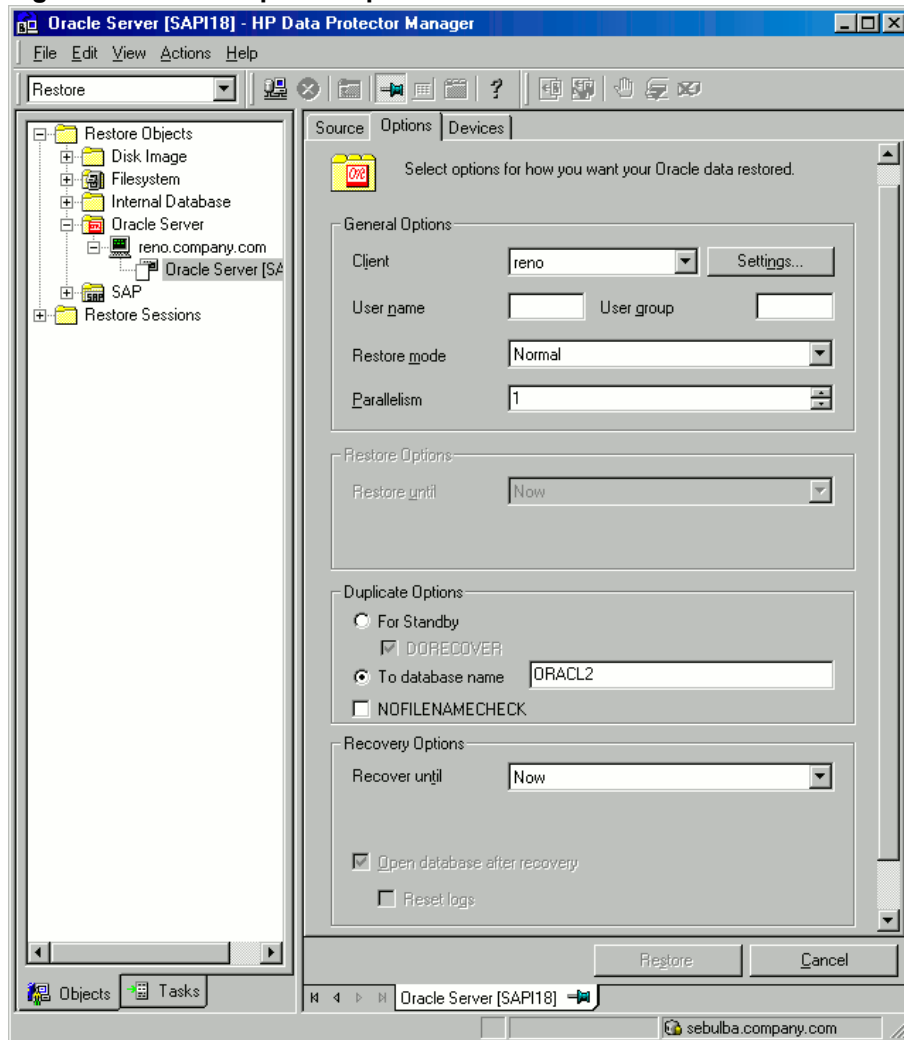 Oracle Server [SAPI18] - HP Data Protector Manager
File Edit View Actions Help
Restore
Restore Objects
Disk Image
Filesystem
Internal Database
Oracle Server
reno.company.com
Oracle Server [SA
SAP
Restore Sessions
Objects Tasks
Source Options Devices
Select options for how you want your Oracle data restored.
General Options
Client reno Settings...
User name User group
Restore mode Normal
Parallelism 1
Restore Options
Restore until Now
Duplicate Options
For Standby
DORECOVER
To database name ORACL2
NOFILENAMECHECK
Recovery Options
Recover until Now
Open database after recovery
Reset logs
Restore Cancel
Oracle Server [SAPI18]
sebulba.company.com